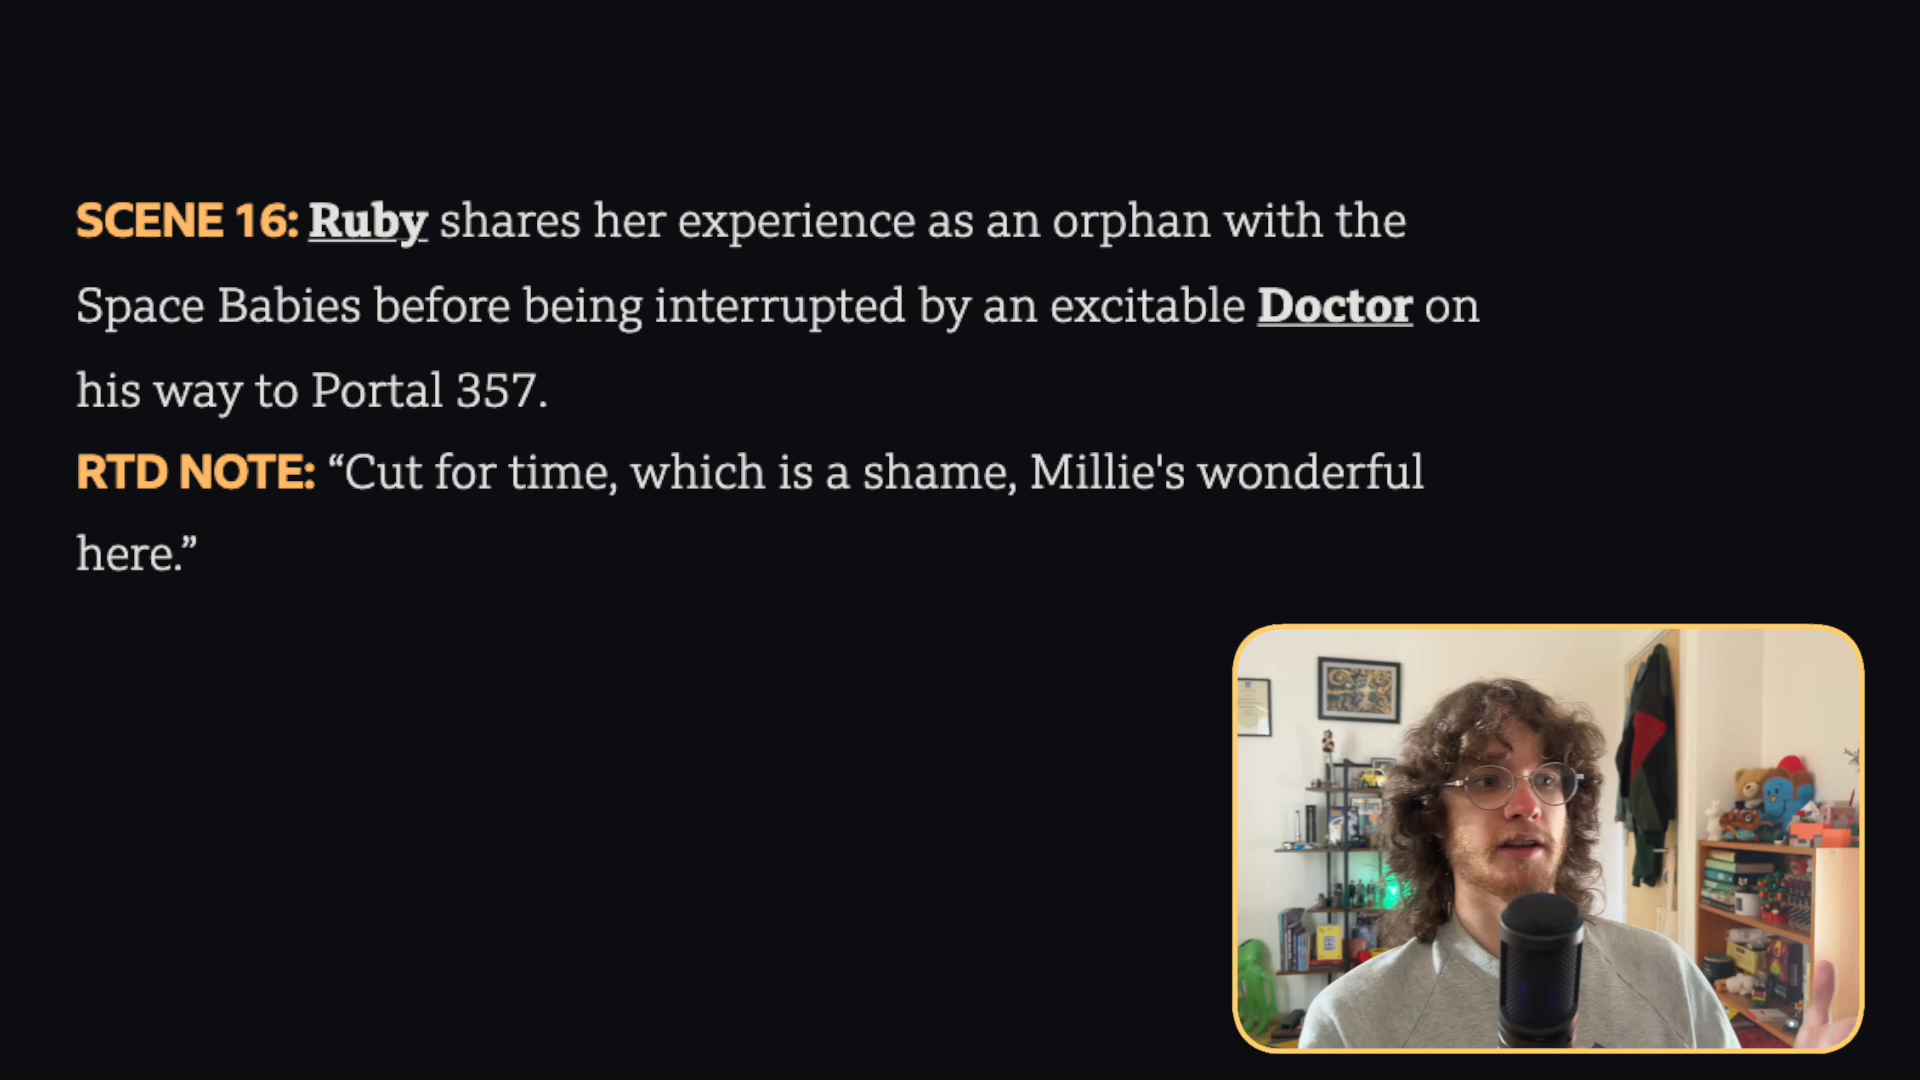 SCENE 16: Ruby shares her experience as an orphan with the
Space Babies before being interrupted by an excitable Doctor on
his way to Portal 357.
RTD NOTE: “Cut for time, which is a shame, Millie's wonderful
here.”